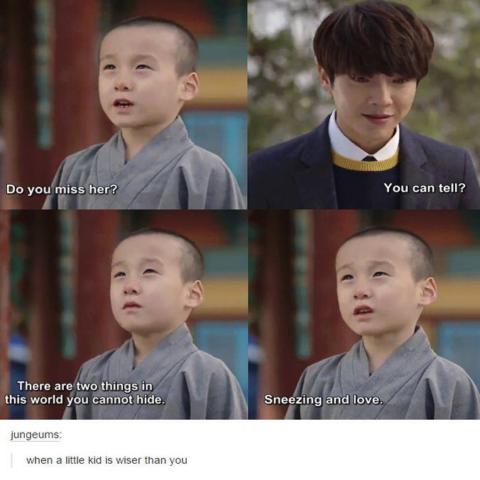 Do you miss her?
You can tell?
There are two things in
this world you cannot hide.
Sneezing and love.
jungeums:
when a little kid is wiser than you